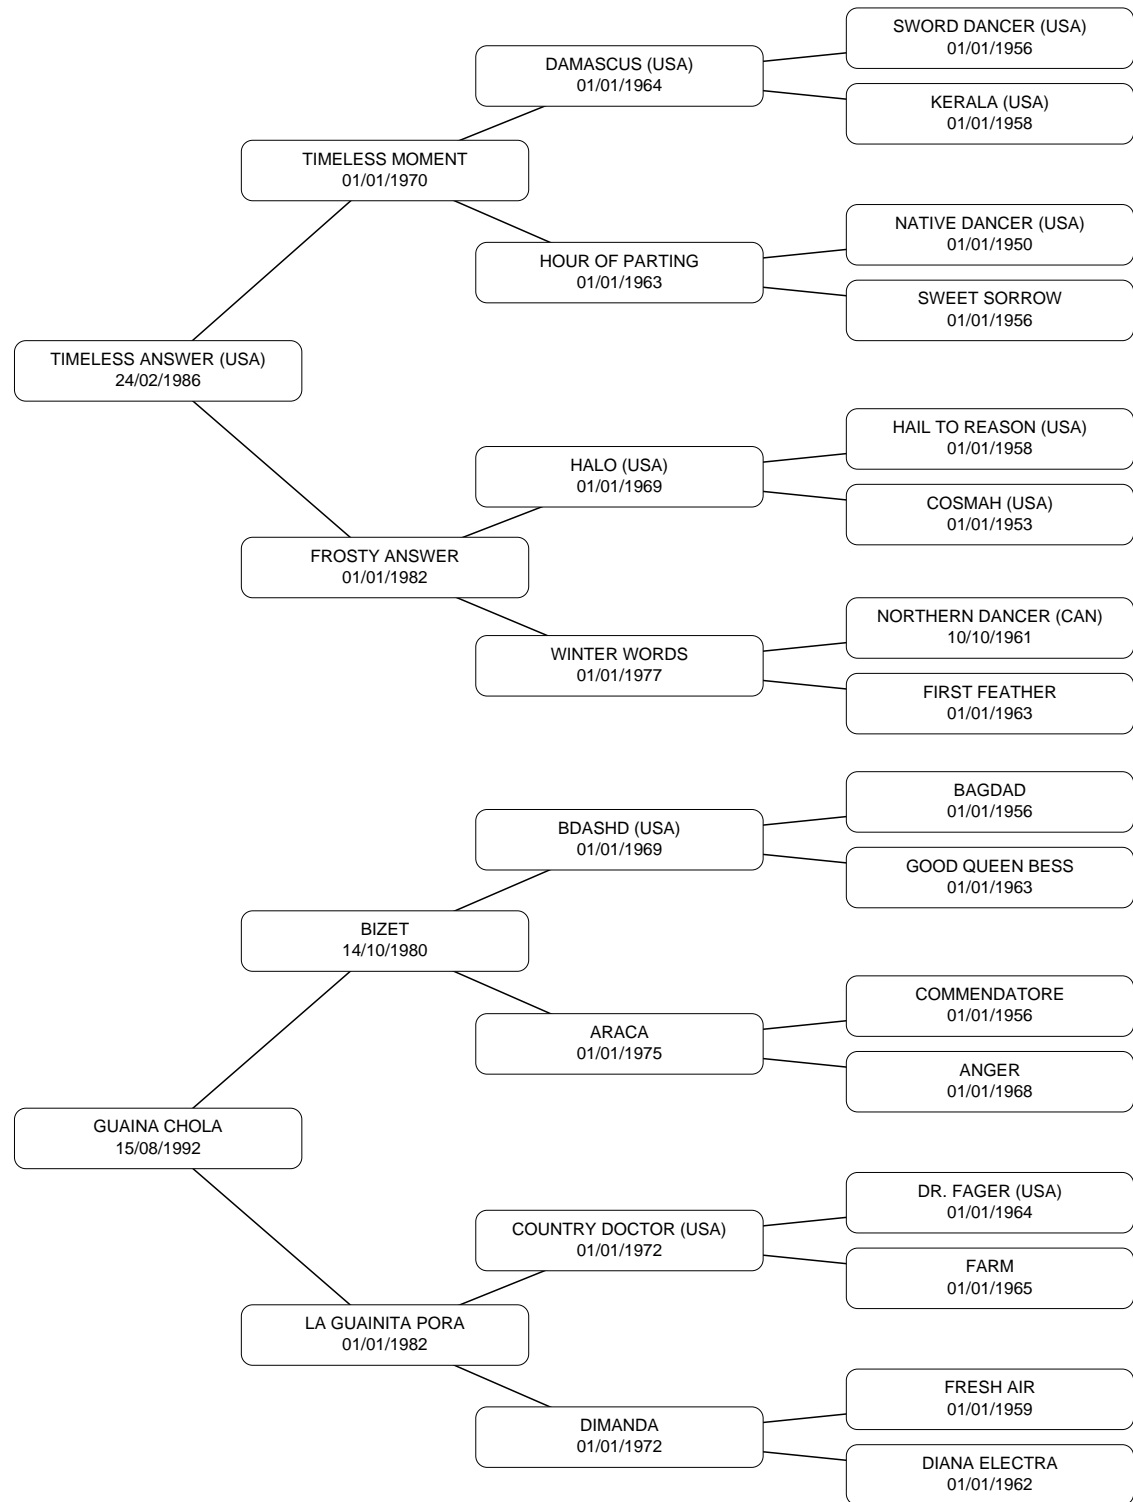 SWORD DANCER (USA)
01/01/1956
DAMASCUS (USA)
01/01/1964
KERALA (USA)
01/01/1958
TIMELESS MOMENT
01/01/1970
NATIVE DANCER (USA)
01/01/1950
HOUR OF PARTING
01/01/1963
SWEET SORROW
01/01/1956
TIMELESS ANSWER (USA)
24/02/1986
HAIL TO REASON (USA)
01/01/1958
HALO (USA)
01/01/1969
COSMAH (USA)
01/01/1953
FROSTY ANSWER
01/01/1982
NORTHERN DANCER (CAN)
10/10/1961
WINTER WORDS
01/01/1977
FIRST FEATHER
01/01/1963
BAGDAD
01/01/1956
BDASHD (USA)
01/01/1969
GOOD QUEEN BESS
01/01/1963
BIZET
14/10/1980
COMMENDATORE
01/01/1956
ARACA
01/01/1975
ANGER
01/01/1968
GUAINA CHOLA
15/08/1992
DR. FAGER (USA)
01/01/1964
COUNTRY DOCTOR (USA)
01/01/1972
FARM
01/01/1965
LA GUAINITA PORA
01/01/1982
FRESH AIR
01/01/1959
DIMANDA
01/01/1972
DIANA ELECTRA
01/01/1962